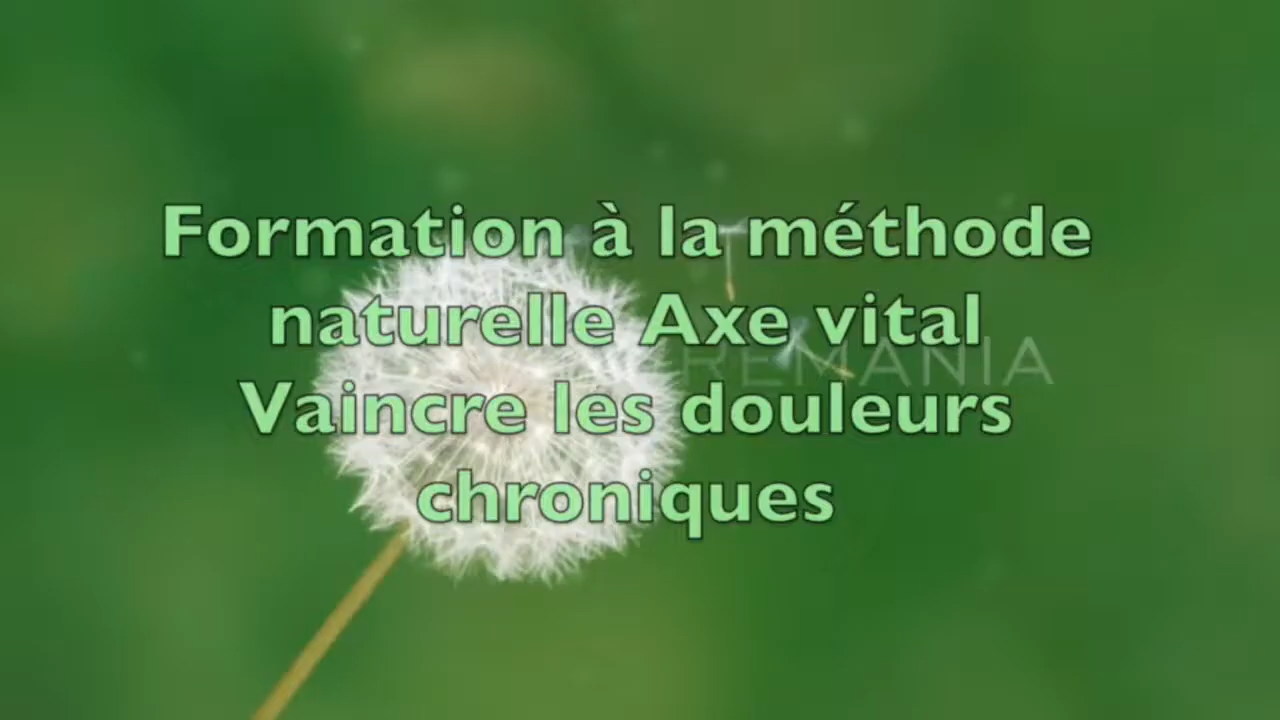 Formation à la méthode
naturelle Axe vital
Vaincre les douleurs
chroniques